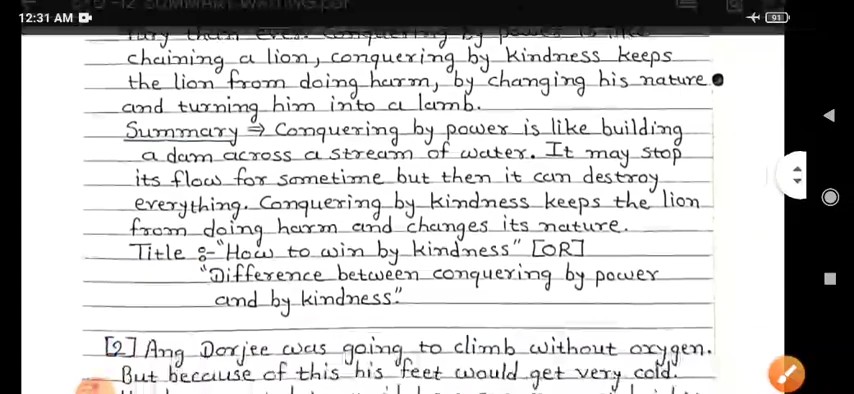 12:31 AM
91
chaining a lion, conquering by kindness keeps
the lion from doing harm, by changing his nature
and turning him into a lamb.
Summary ⇒ Conquering by power is like building
a dam across a stream of water. It may stop
its flow for sometime but then it can destroy
everything. Conquering by kindness keeps the lion
from doing harm and changes its nature.
Title :- "How to win by kindness" [OR]
"Difference between conquering by power
and by kindness."
[2] Ang Dorjee was going to climb without oxygen.
But because of this his feet would get very cold.